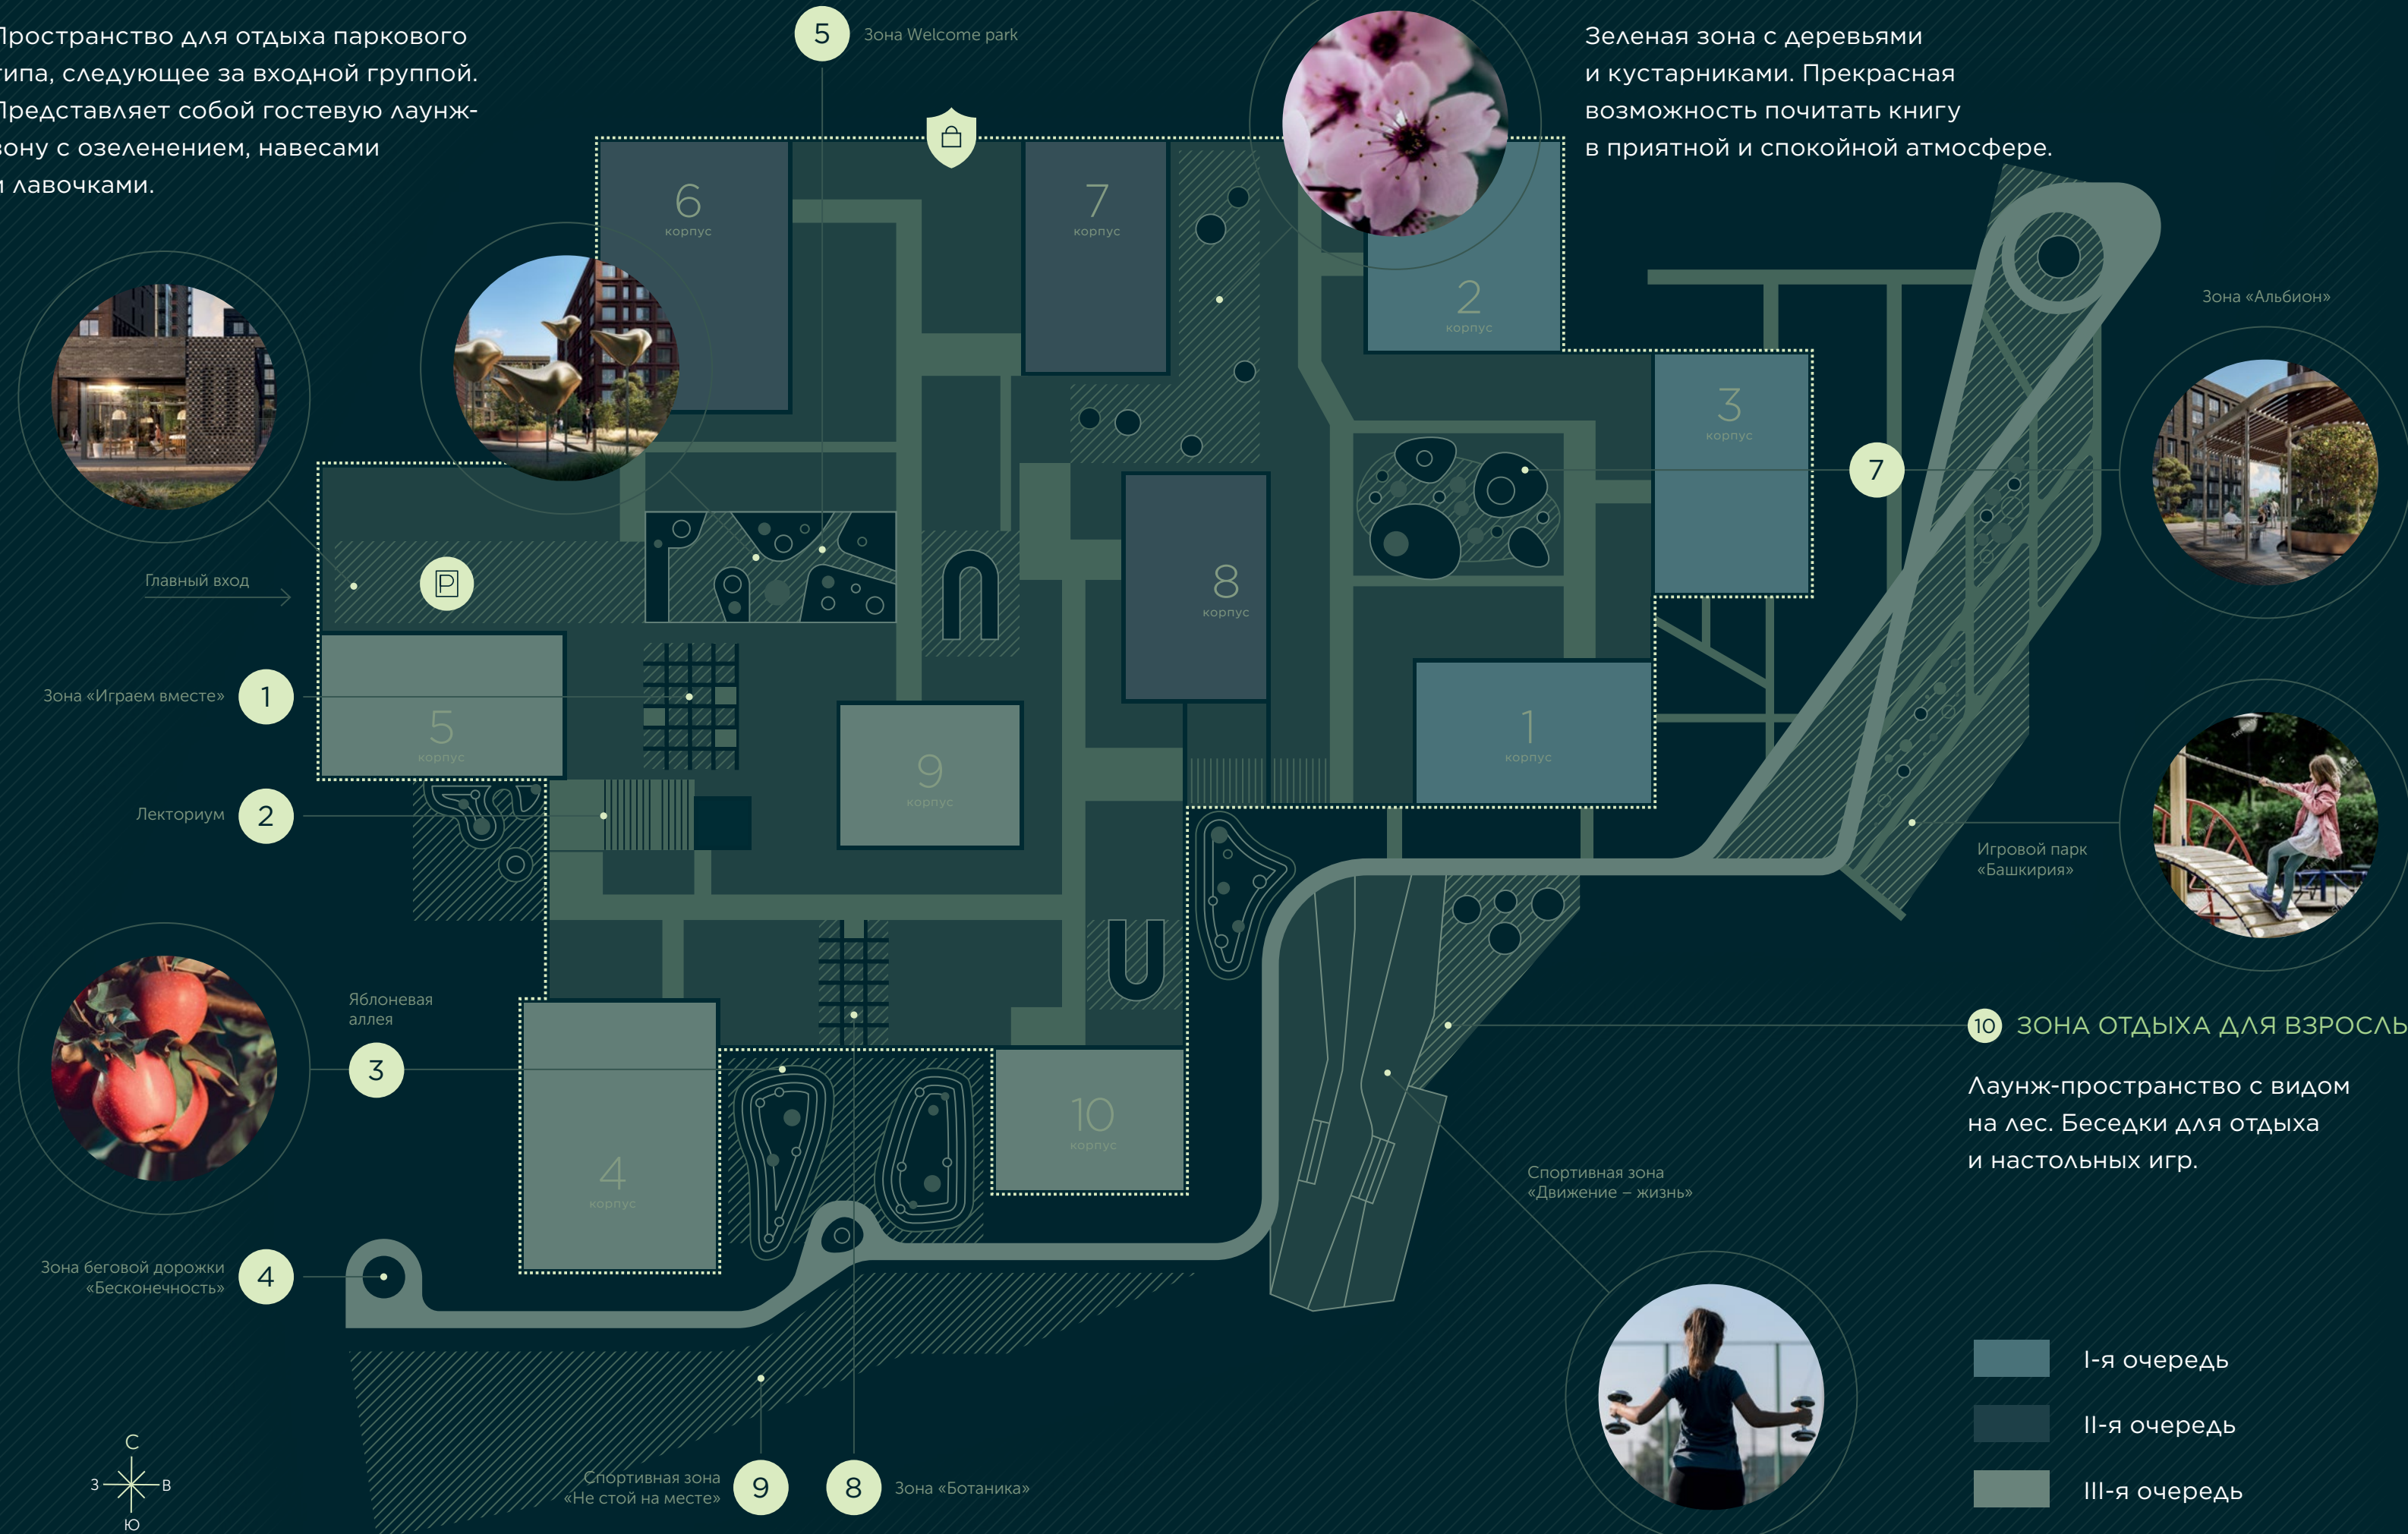 Пространство для отдыха паркового
типа, следующее за входной группой.
Представляет собой гостевую лаунж-
зону с озеленением, навесами
и лавочками.
5
Зона Welcome park
Зеленая зона с деревьями
и кустарниками. Прекрасная
возможность почитать книгу
в приятной и спокойной атмосфере.
6
корпус
7
корпус
2
корпус
3
корпус
Зона «Альбион»
7
Главный вход
P
8
корпус
Зона «Играем вместе»
1
5
корпус
9
корпус
1
корпус
Лекториум
2
Игровой парк
«Башкирия»
Яблоневая
аллея
3
10
ЗОНА ОТДЫХА ДЛЯ ВЗРОСЛЫ
Лаунж-пространство с видом
на лес. Беседки для отдыха
и настольных игр.
4
корпус
10
корпус
Спортивная зона
«Движение – жизнь»
Зона беговой дорожки
«Бесконечность»
4
I-я очередь
II-я очередь
III-я очередь
С
З
В
Ю
Спортивная зона
«Не стой на месте»
9
8
Зона «Ботаника»